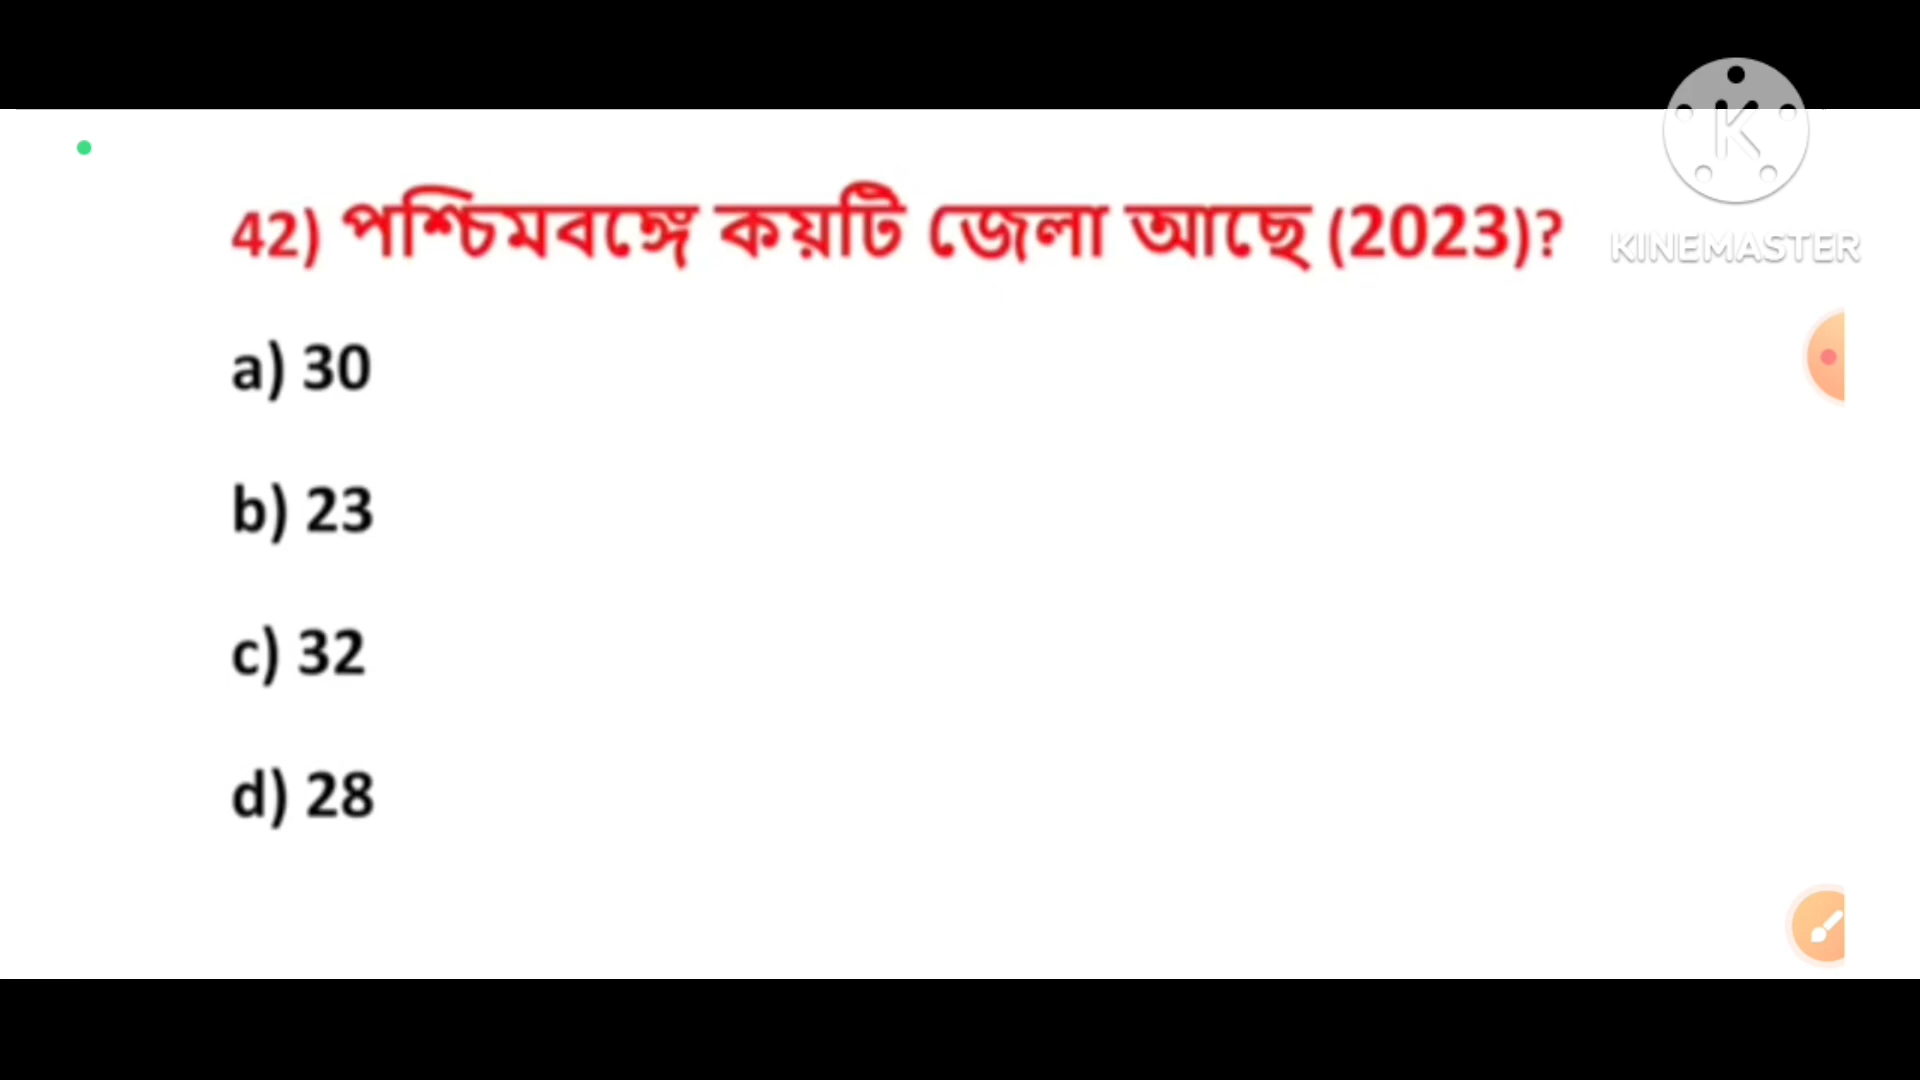 42) পশ্চিমবঙ্গে কয়টি জেলা আছে (2023)?
a) 30
b) 23
c) 32
d) 28
K
KINEMASTER